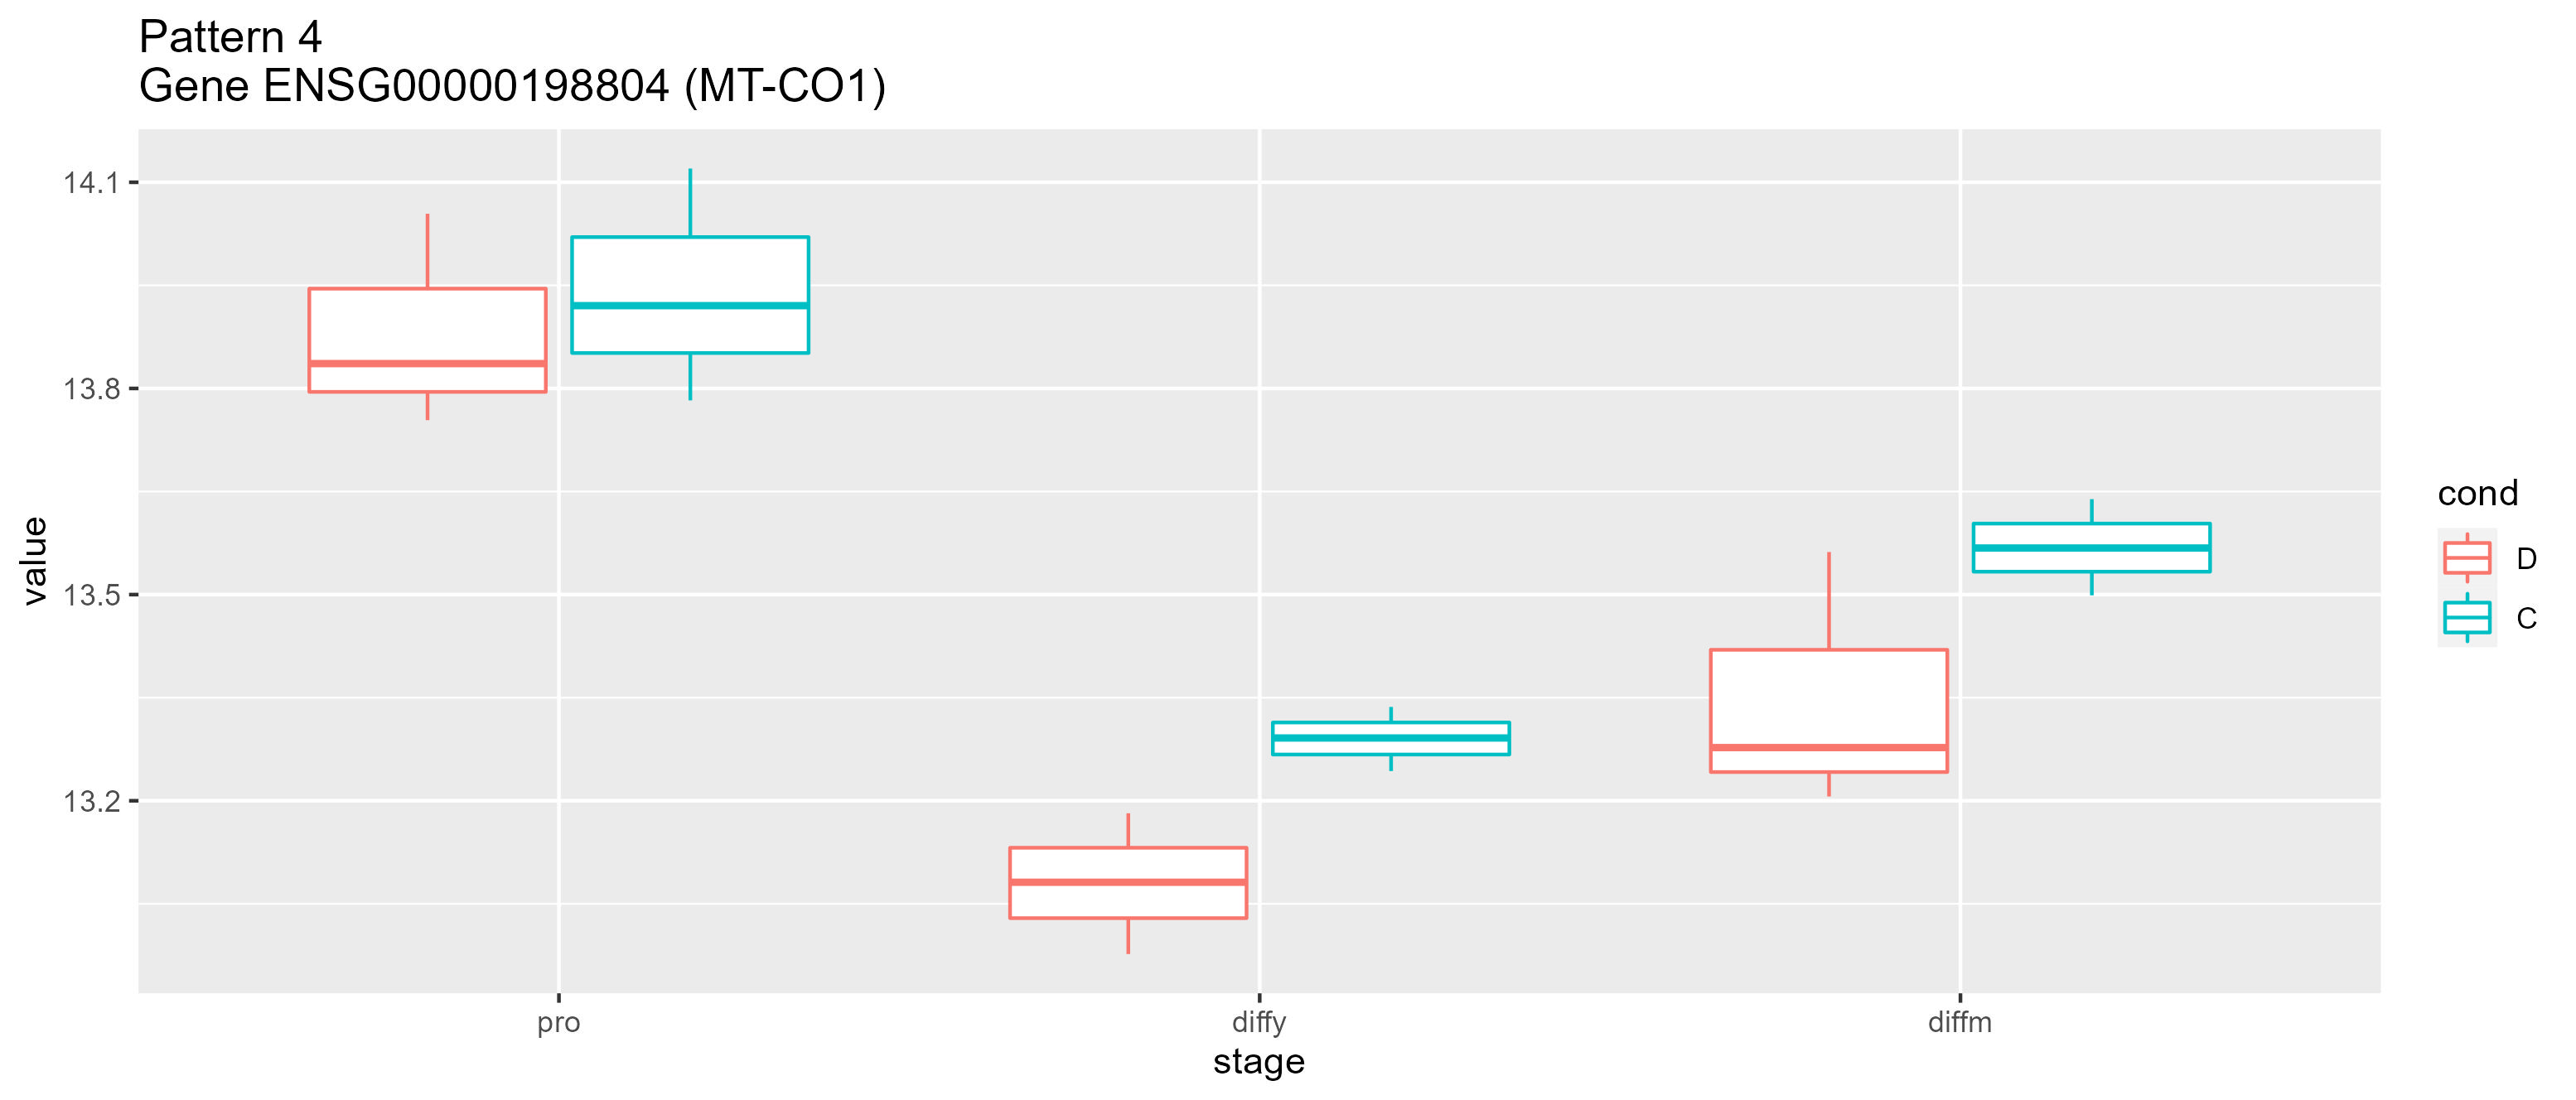 Pattern 4
Gene ENSG00000198804 (MT-CO1)
14.1
13.8
13.5
13.2
value
pro
diffy
diffm
stage
cond
D
C